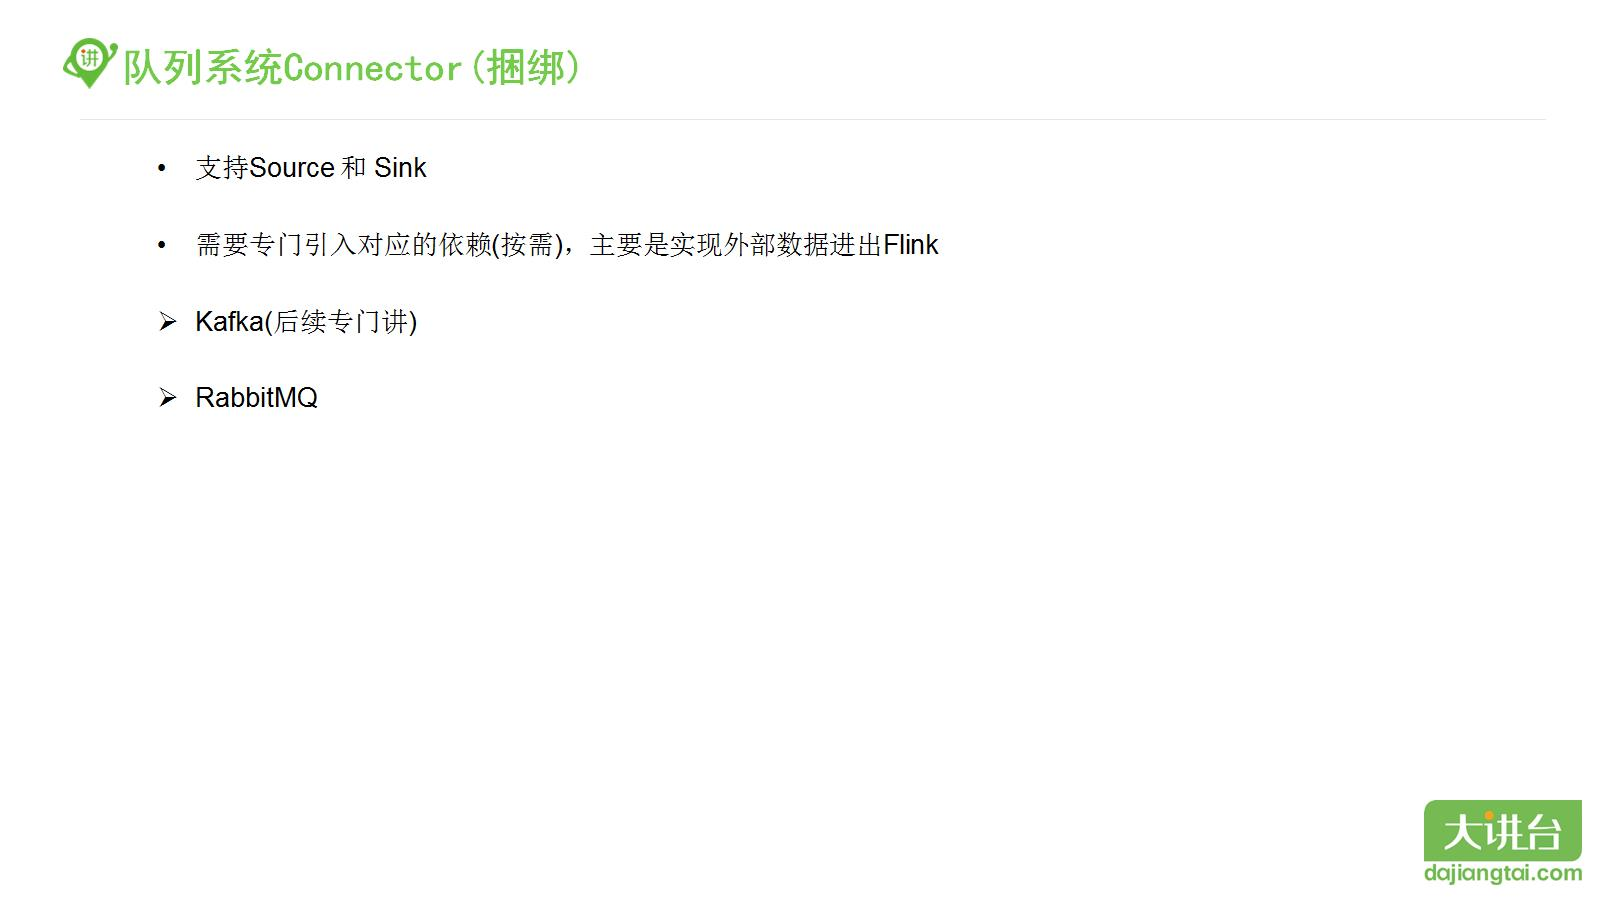 讲
队列系统Connector(捆绑)
• 支持Source 和 Sink
• 需要专门引入对应的依赖(按需)，主要是实现外部数据进出Flink
➢ Kafka(后续专门讲)
➢ RabbitMQ
大讲台
dajiangtai.com